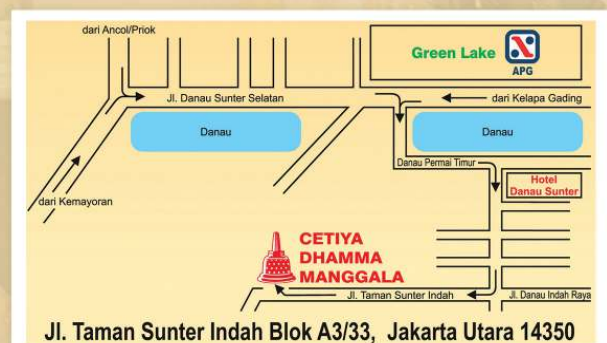 dari Ancol/Priok
Green Lake
APG
Jl. Danau Sunter Selatan
dari Kelapa Gading
Danau
Danau
Danau Permai Timur
Hotel
Danau Sunter
dari Kemayoran
CETIYA
DHAMMA
MANGGALA
Jl. Taman Sunter Indah
Jl. Danau Indah Raya
Jl. Taman Sunter Indah Blok A3/33, Jakarta Utara 14350